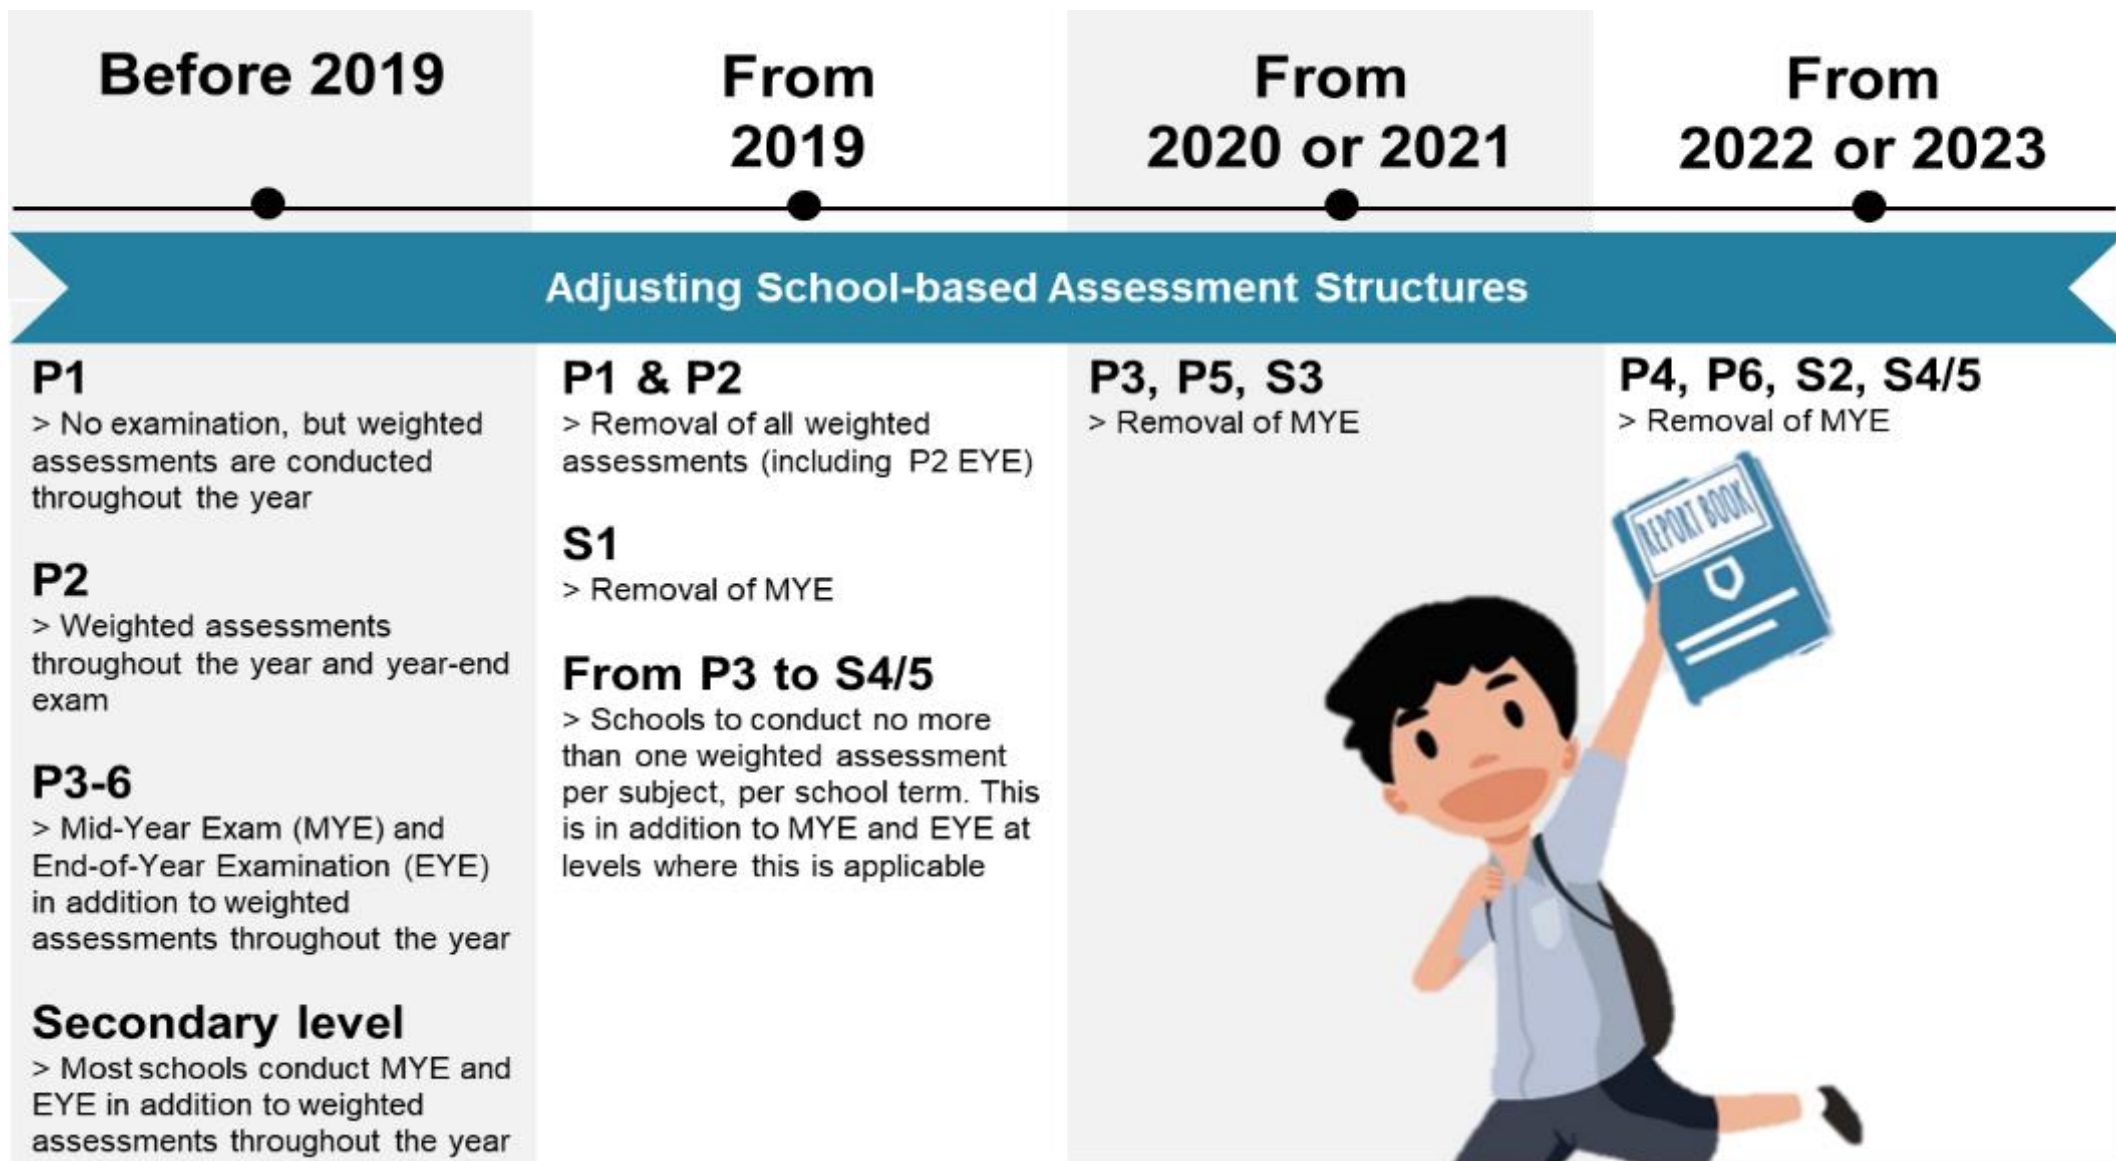 Before 2019
From
2019
From
2020 or 2021
From
2022 or 2023
Adjusting School-based Assessment Structures
P1
> No examination, but weighted
assessments are conducted
throughout the year
P2
> Weighted assessments
throughout the year and year-end
exam
P3-6
> Mid-Year Exam (MYE) and
End-of-Year Examination (EYE)
in addition to weighted
assessments throughout the year
Secondary level
> Most schools conduct MYE and
EYE in addition to weighted
assessments throughout the year
P1 & P2
> Removal of all weighted
assessments (including P2 EYE)
S1
> Removal of MYE
From P3 to S4/5
> Schools to conduct no more
than one weighted assessment
per subject, per school term. This
is in addition to MYE and EYE at
levels where this is applicable
P3, P5, S3
> Removal of MYE
P4, P6, S2, S4/5
> Removal of MYE
REPORT BOOK